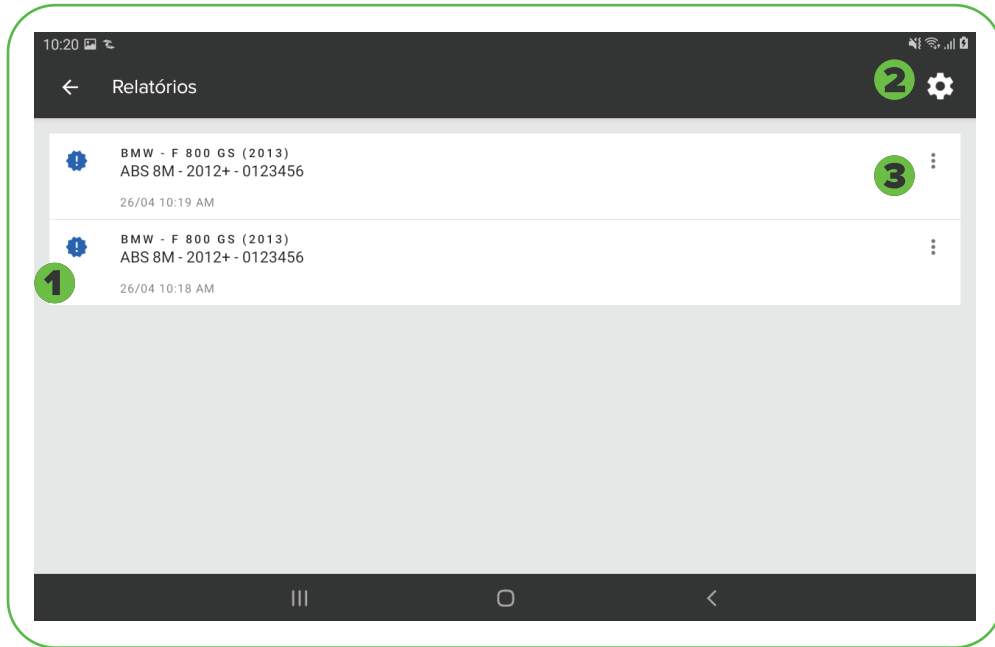 10:20
2
Relatórios
BMW - F 800 GS (2013)
ABS 8M - 2012+ - 0123456
3
26/04 10:19 AM
BMW - F 800 GS (2013)
ABS 8M - 2012+ - 0123456
1
26/04 10:18 AM